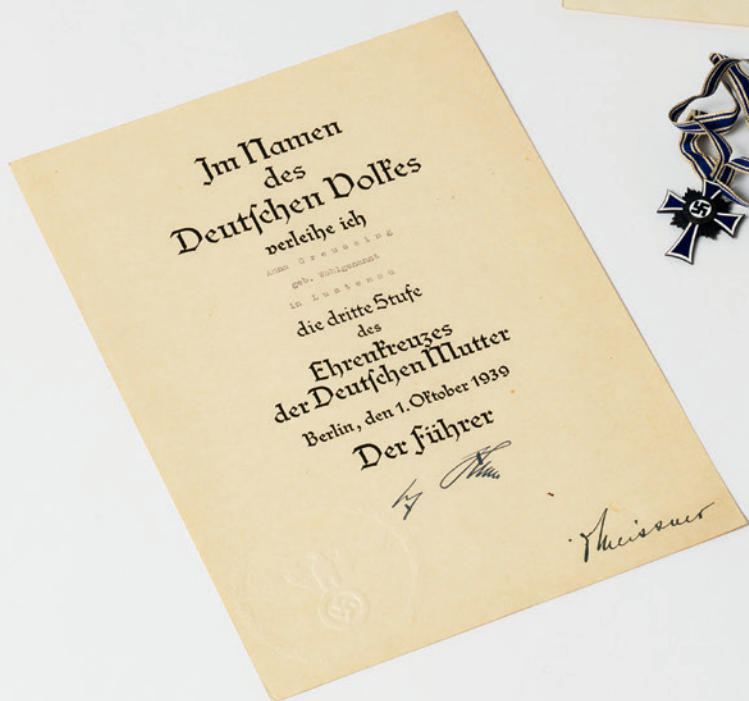 Im Namen
des
Deutschen Volkes
verleihe ich
Anna Greussing
geb. Wohlgenannt
in Lustenau
die dritte Stufe
des
Ehrenkreuzes
der Deutschen Mutter
Berlin, den 1. Oktober 1939
Der Führer
Meissner